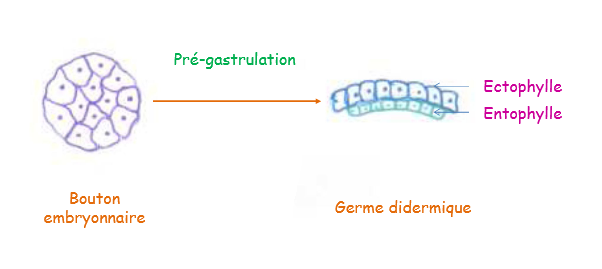 Pré-gastrulation
Ectophylle
Entophylle
Bouton
embryonnaire
Germe didermique